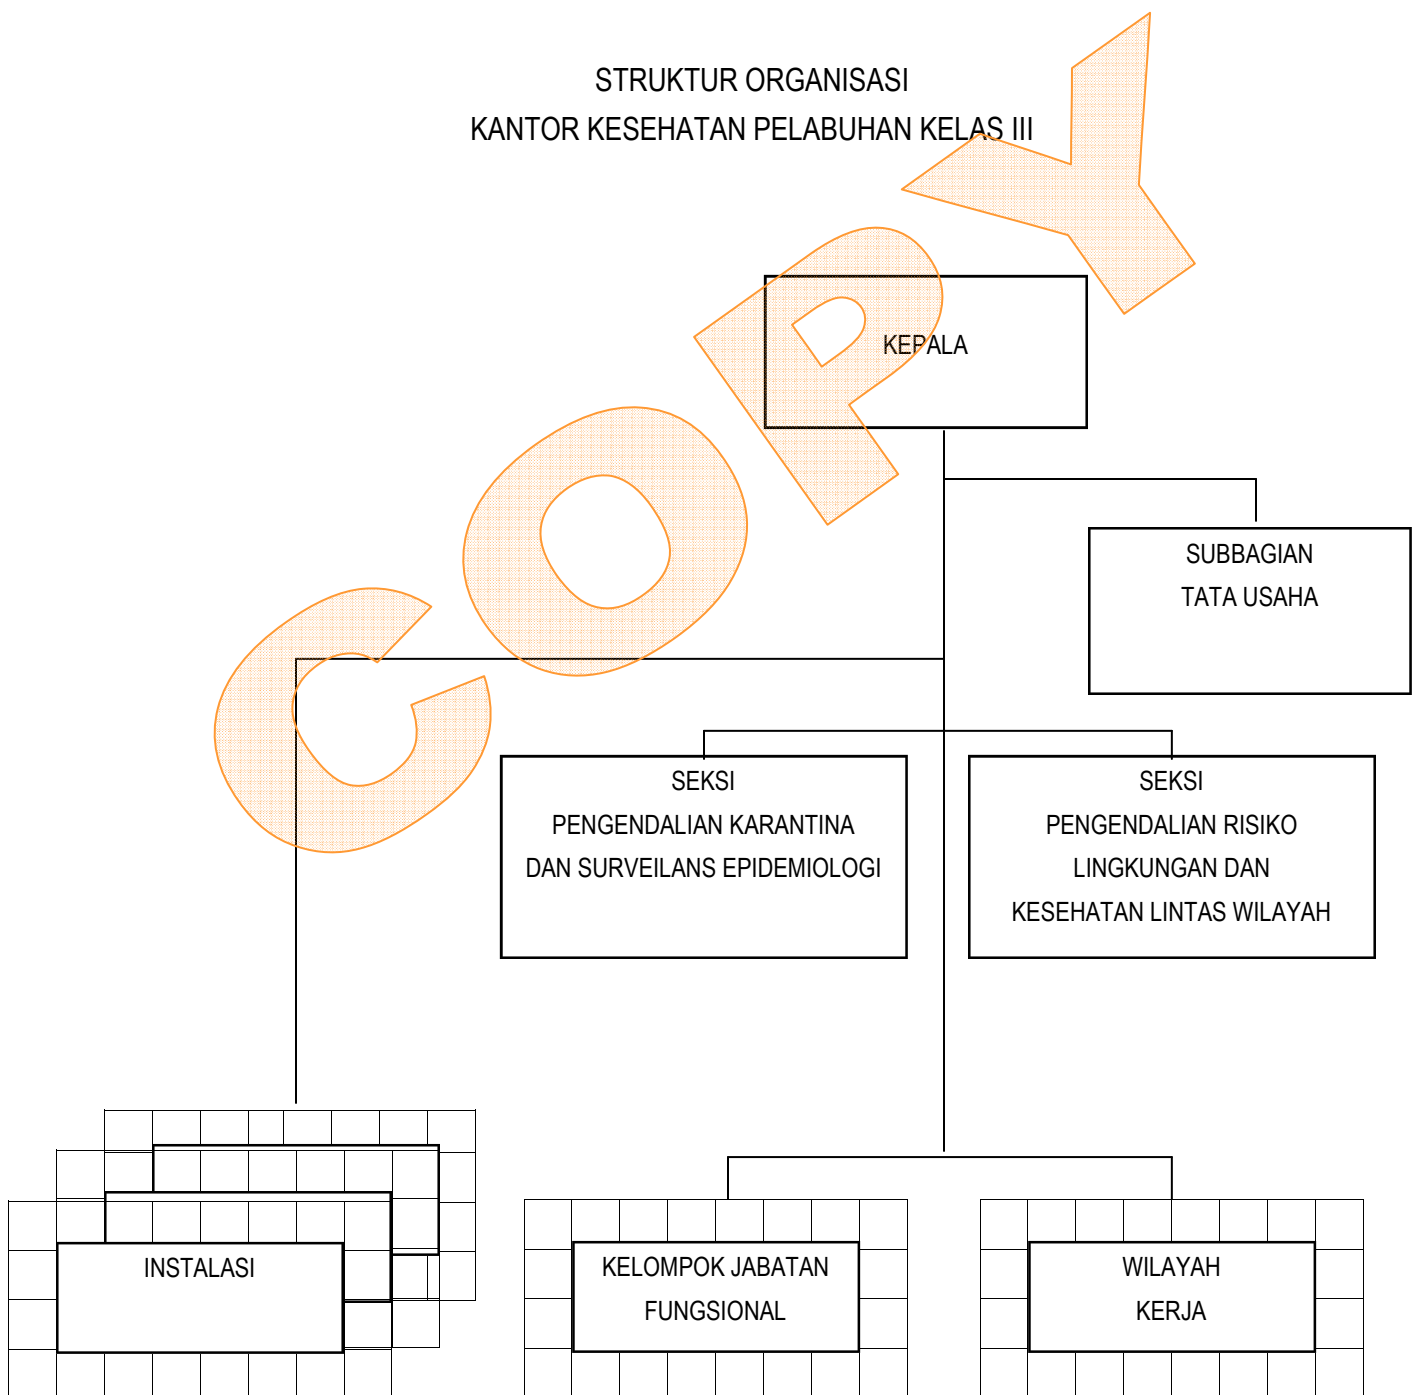 STRUKTUR ORGANISASI
KANTOR KESEHATAN PELABUHAN KELAS III
KEPALA
SUBBAGIAN
TATA USAHA
SEKSI
PENGENDALIAN KARANTINA
DAN SURVEILANS EPIDEMIOLOGI
SEKSI
PENGENDALIAN RISIKO
LINGKUNGAN DAN
KESEHATAN LINTAS WILAYAH
INSTALASI
KELOMPOK JABATAN
FUNGSIONAL
WILAYAH
KERJA
COPY